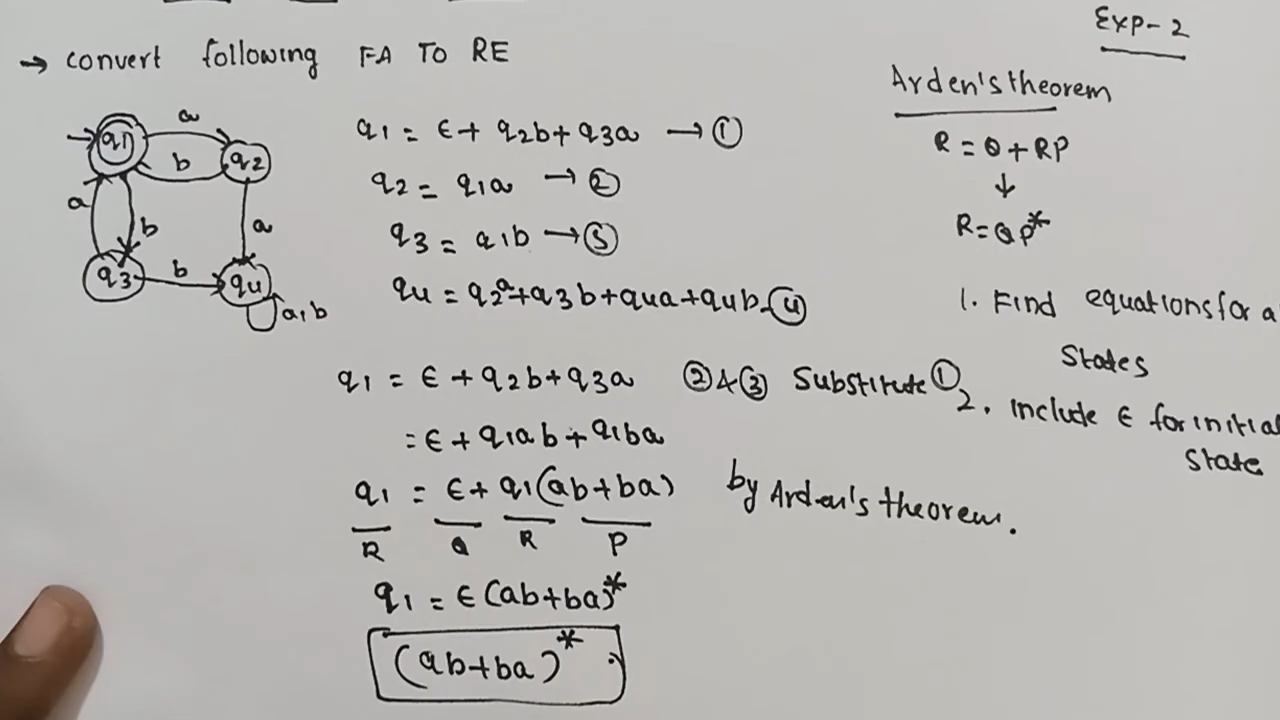 Exp-2
→ convert following FA TO RE
Arden's theorem
R = Q + RP
↓
R = QP*
1. Find equations for a
States
2. include ε for initial
State
q1
a
b
q2
a
b
a
q3
b
q4
a,b
q1 = ε + q2b + q3a → ①
q2 = q1a → ②
q3 = q1b → ③
q4 = q2a + q3b + q4a + q4b - ④
q1 = ε + q2b + q3a ② & ③ Substitute ①
= ε + q1ab + q1ba
q1 = ε + q1(ab+ba) by Arden's theorem.
R Q R P
q1 = ε(ab+ba)*
(ab+ba)*.